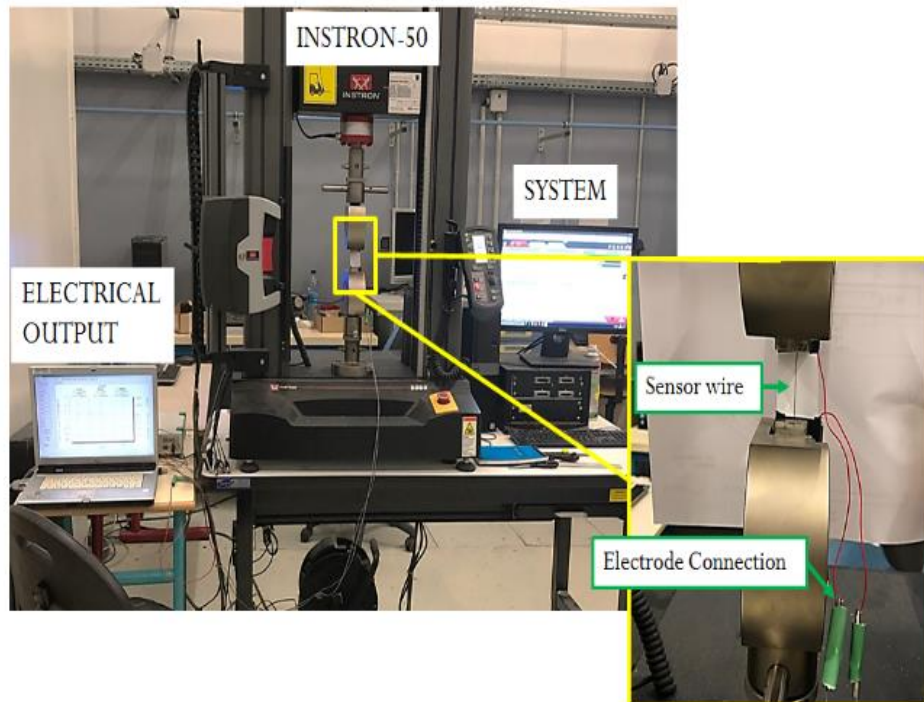 INSTRON-50
INSTRON
SYSTEM
ELECTRICAL
OUTPUT
Sensor wire
Electrode Connection